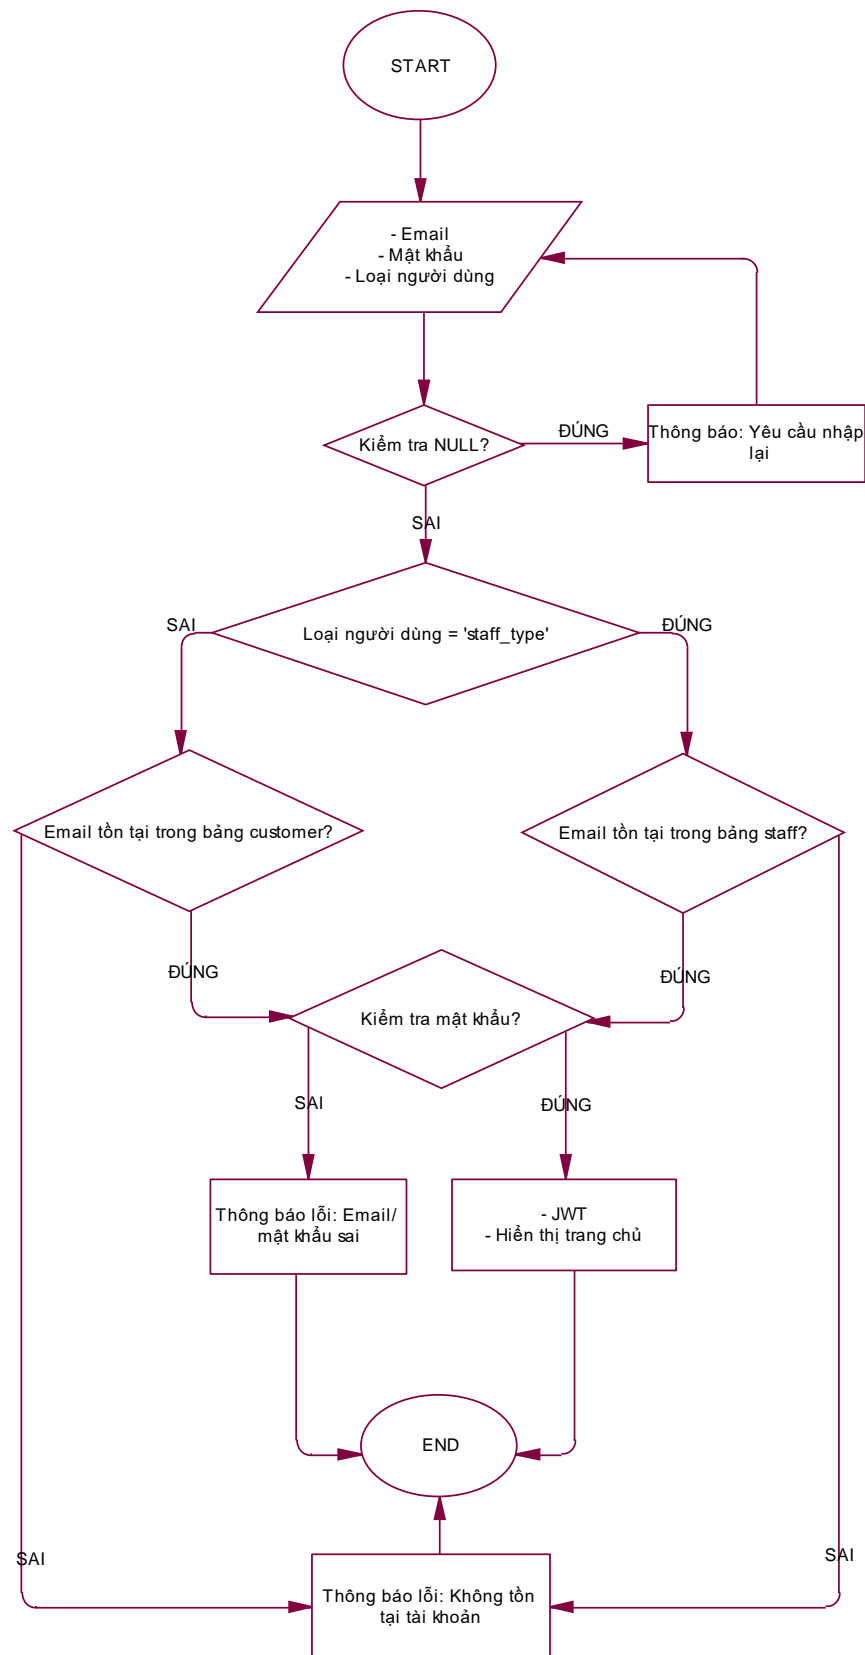 START
- Email
- Mật khẩu
- Loại người dùng
Kiểm tra NULL?
ĐÚNG
Thông báo: Yêu cầu nhập
lại
SAI
SAI
Loại người dùng = 'staff_type'
ĐÚNG
Email tồn tại trong bảng customer?
Email tồn tại trong bảng staff?
ĐÚNG
ĐÚNG
Kiểm tra mật khẩu?
SAI
ĐÚNG
Thông báo lỗi: Email/
mật khẩu sai
- JWT
- Hiển thị trang chủ
END
SAI
SAI
Thông báo lỗi: Không tồn
tại tài khoản